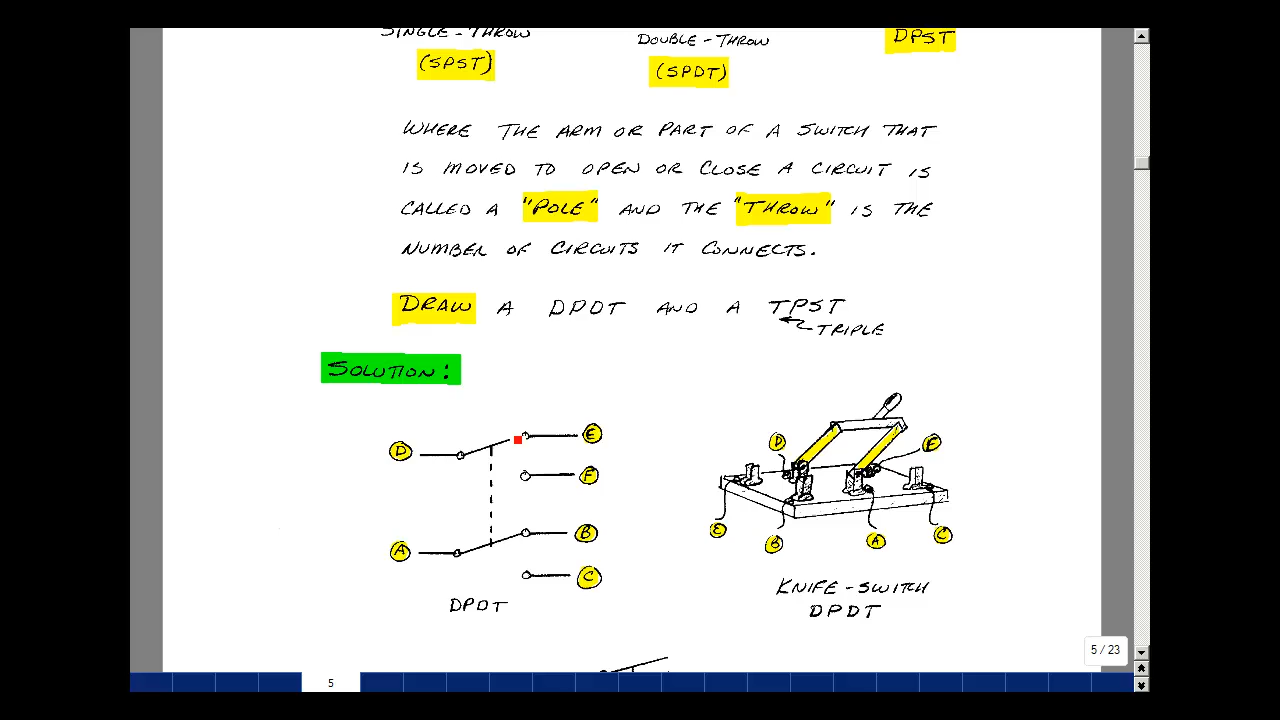 SINGLE-THROW
(SPST)
DOUBLE-THROW
(SPDT)
DPST
WHERE THE ARM OR PART OF A SWITCH THAT
IS MOVED TO OPEN OR CLOSE A CIRCUIT IS
CALLED A "POLE" AND THE "THROW" IS THE
NUMBER OF CIRCUITS IT CONNECTS.
DRAW A DPDT AND A TPST
TRIPLE
SOLUTION:
D
E
F
A
B
C
DPDT
D
F
E
B
A
C
KNIFE-SWITCH
DPDT
5 / 23
5